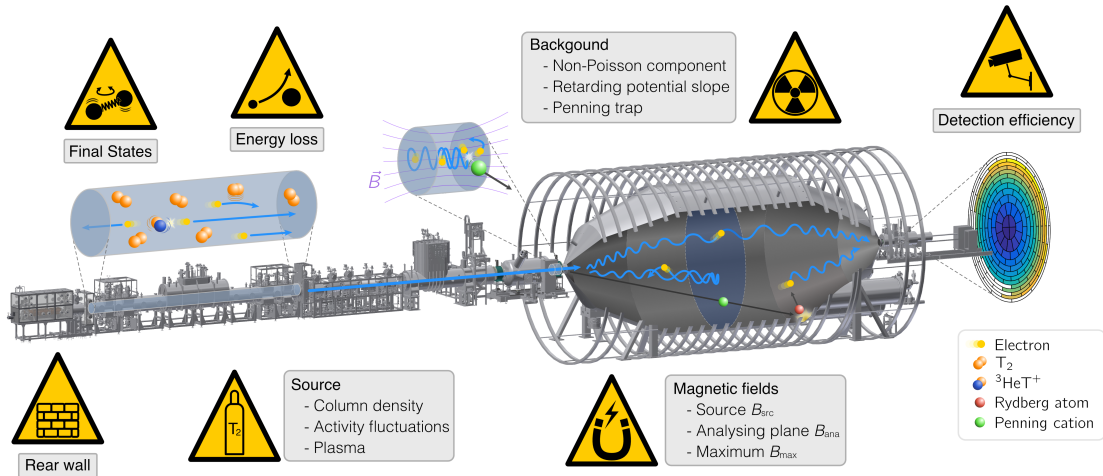 Backgound
- Non-Poisson component
- Retarding potential slope
- Penning trap
Final States
Energy loss
Detection efficiency
B
Electron
T₂
³HeT⁺
Rydberg atom
Penning cation
Rear wall
T₂
Source
- Column density
- Activity fluctuations
- Plasma
Magnetic fields
- Source Bsrc
- Analysing plane Bana
- Maximum Bmax